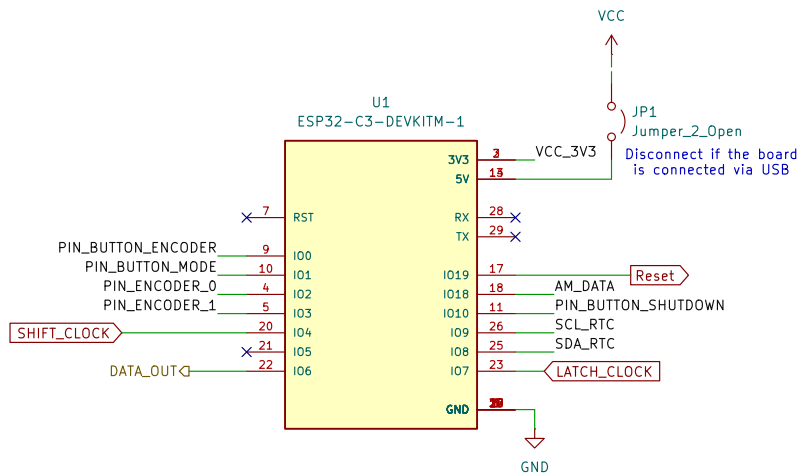 VCC
JP1
Jumper_2_Open
Disconnect if the board
is connected via USB
U1
ESP32-C3-DEVKITM-1
3V3
VCC_3V3
5V
7 RST
RX 28
TX 29
PIN_BUTTON_ENCODER 9 IO0
PIN_BUTTON_MODE 10 IO1
IO19 17 Reset
PIN_ENCODER_0 4 IO2
IO18 18 AM_DATA
PIN_ENCODER_1 5 IO3
IO10 11 PIN_BUTTON_SHUTDOWN
SHIFT_CLOCK 20 IO4
IO9 26 SCL_RTC
21 IO5
IO8 25 SDA_RTC
DATA_OUT 22 IO6
IO7 23 LATCH_CLOCK
GND
GND